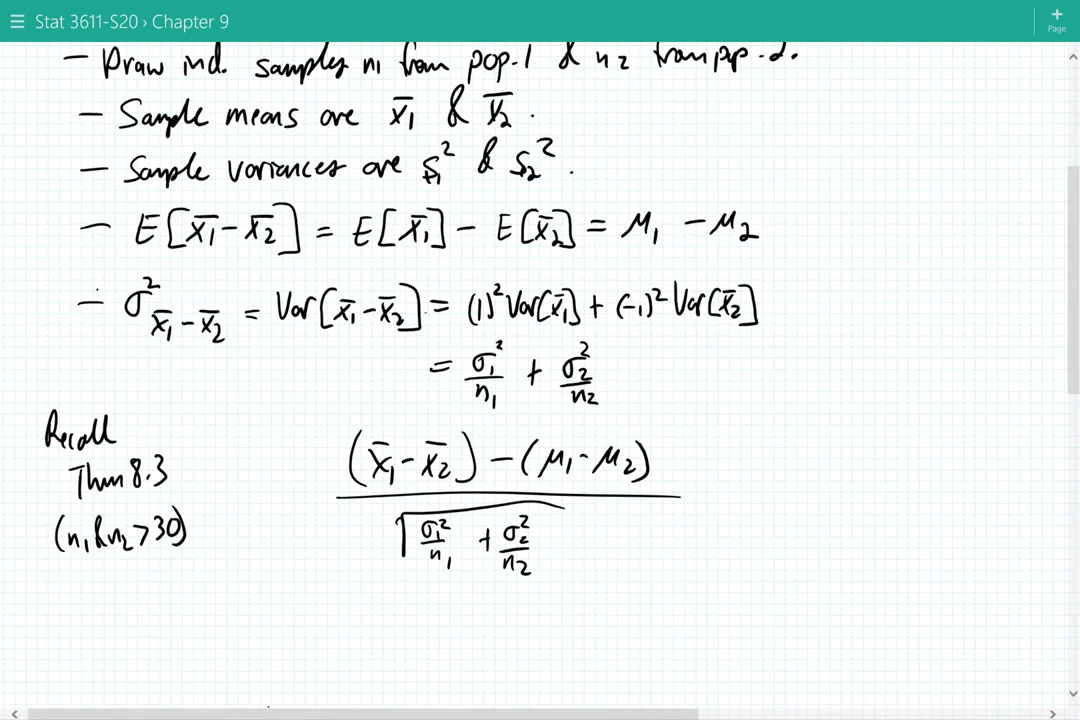 ☰ Stat 3611-S20 › Chapter 9
+
Page
– Draw ind. samples n₁ from pop. 1 & n₂ from pop. 2.
– Sample means are x̄₁ & x̄₂.
– Sample variances are s₁² & s₂².
– E[x̄₁ – x̄₂] = E[x̄₁] – E[x̄₂] = μ₁ – μ₂
– σ²_{x̄₁ – x̄₂} = Var[x̄₁ – x̄₂] = (1)² Var[x̄₁] + (-1)² Var[x̄₂]
= σ₁²/n₁ + σ₂²/n₂
Recall
Thm 8.3
(n₁ & n₂ > 30)
(x̄₁ – x̄₂) – (μ₁ – μ₂)
√(σ₁²/n₁ + σ₂²/n₂)